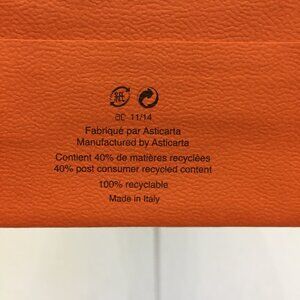 11/14
Fabriqué par Asticarta
Manufactured by Asticarta
Contient 40% de matières recyclées
40% post consumer recycled content
100% recyclable
Made in Italy